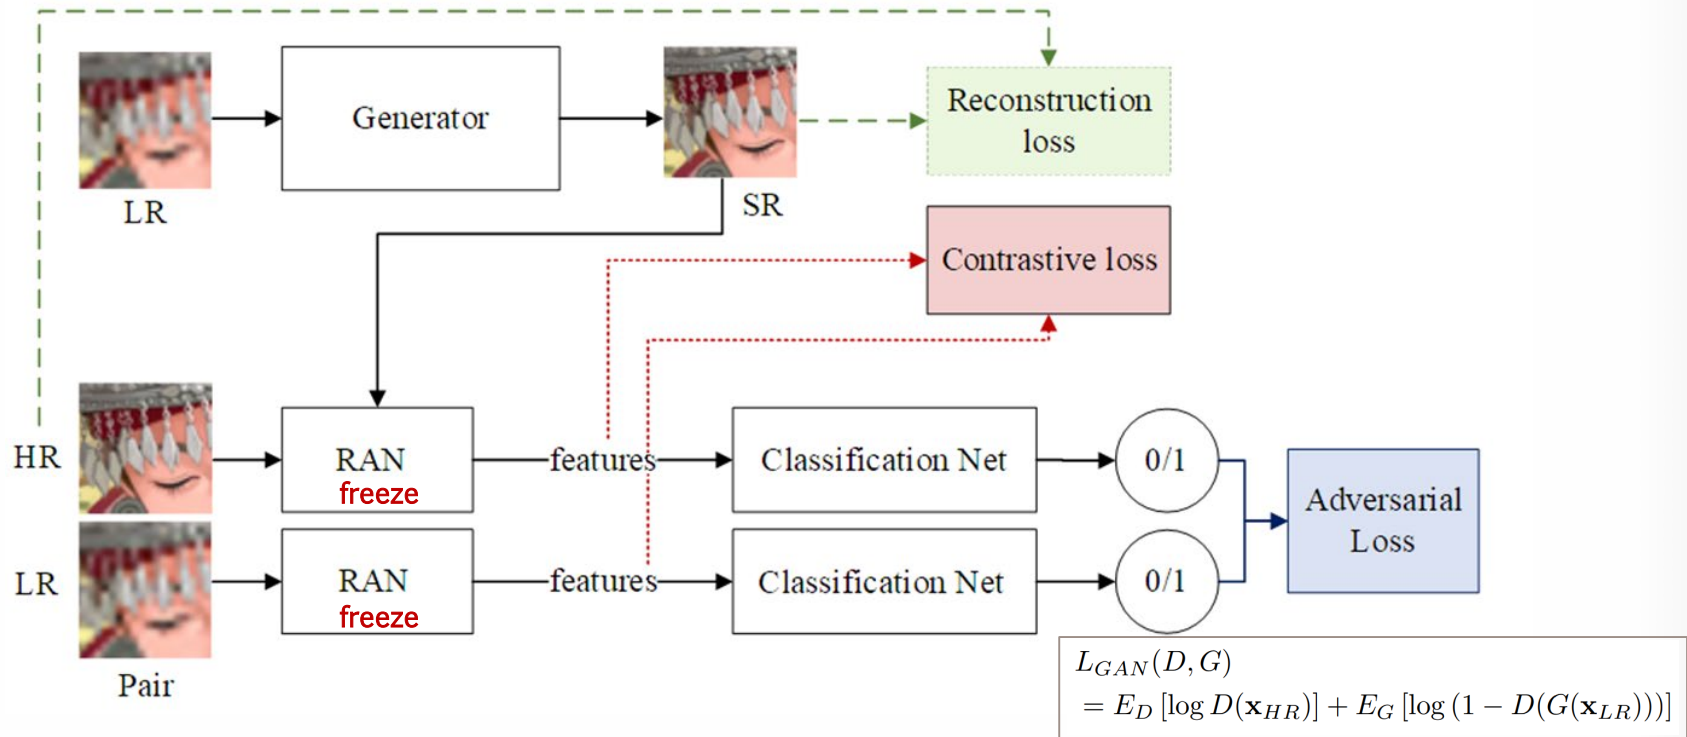 Generator
Reconstruction
loss
LR
SR
Contrastive loss
HR
RAN
freeze
features
Classification Net
0/1
Adversarial
Loss
LR
RAN
freeze
features
Classification Net
0/1
Pair
L_{GAN}(D, G)
= E_D [log D(x_{HR})] + E_G [log (1 − D(G(x_{LR})))]